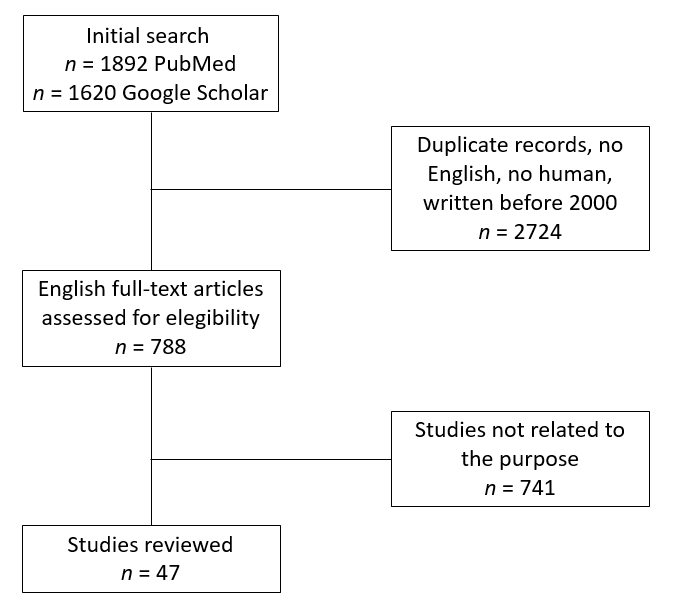 Initial search
n = 1892 PubMed
n = 1620 Google Scholar
Duplicate records, no
English, no human,
written before 2000
n = 2724
English full-text articles
assessed for elegibility
n = 788
Studies not related to
the purpose
n = 741
Studies reviewed
n = 47